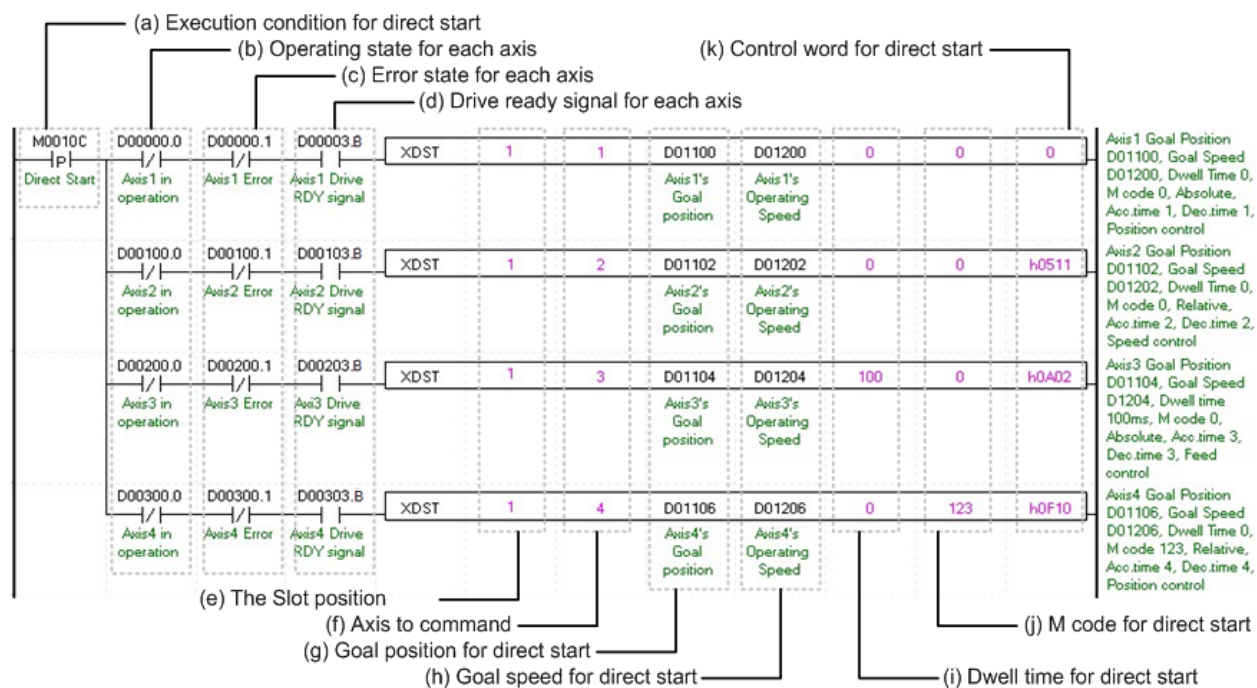 (a) Execution condition for direct start
(b) Operating state for each axis
(k) Control word for direct start
(c) Error state for each axis
(d) Drive ready signal for each axis
M0010C D00000.0 D00000.1 D00003.B
P
XDST 1 1 D01100 D01200 0 0 0
Direct Start
Axis1 in
operation
Axis1 Error
Axis1 Drive
RDY signal
Axis1's
Goal
position
Axis1's
Operating
Speed
Axis1 Goal Position
D01100, Goal Speed
D01200, Dwell Time 0,
M code 0, Absolute,
Acc.time 1, Dec.time 1,
Position control
D00100.0 D00100.1 D00103.B
XDST 1 2 D01102 D01202 0 0 h0511
Axis2 in
operation
Axis2 Error
Axis2 Drive
RDY signal
Axis2's
Goal
position
Axis2's
Operating
Speed
Axis2 Goal Position
D01102, Goal Speed
D01202, Dwell Time 0,
M code 0, Relative,
Acc.time 2, Dec.time 2,
Speed control
D00200.0 D00200.1 D00203.B
XDST 1 3 D01104 D01204 100 0 h0A02
Axis3 in
operation
Axis3 Error
Axi3 Drive
RDY signal
Axis3's
Goal
position
Axis3's
Operating
Speed
Axis3 Goal Position
D01104, Goal Speed
D1204, Dwell time
100ms, M code 0,
Absolute, Acc.time 3,
Dec.time 3, Feed
control
D00300.0 D00300.1 D00303.B
XDST 1 4 D01106 D01206 0 123 h0F10
Axis4 in
operation
Axis4 Error
Axis4 Drive
RDY signal
Axis4's
Goal
position
Axis4's
Operating
Speed
Axis4 Goal Position
D01106, Goal Speed
D01206, Dwell Time 0,
M code 123, Relative,
Acc.time 4, Dec.time 4,
Position control
(e) The Slot position
(f) Axis to command
(j) M code for direct start
(g) Goal position for direct start
(h) Goal speed for direct start
(i) Dwell time for direct start